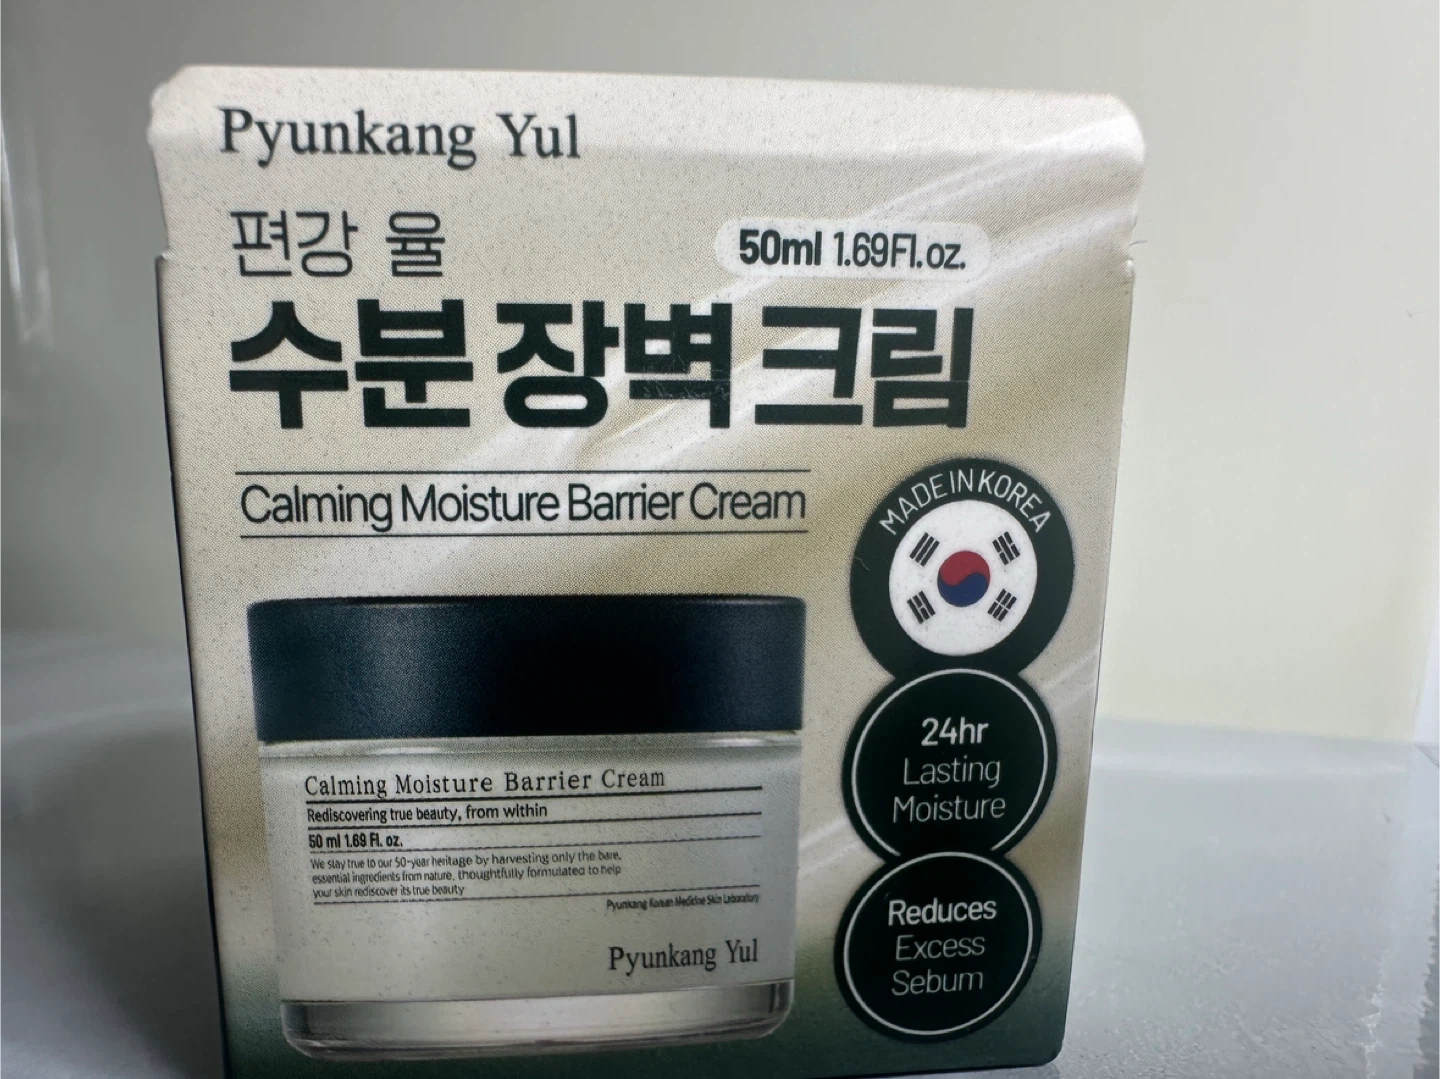 Pyunkang Yul
편강 율
50ml 1.69Fl.oz.
수분 장벽 크림
Calming Moisture Barrier Cream
MADE IN KOREA
24hr
Lasting
Moisture
Reduces
Excess
Sebum
Calming Moisture Barrier Cream
Rediscovering true beauty, from within
50 ml 1.69 Fl. oz.
We stay true to our 50-year heritage by harvesting only the bare,
essential ingredients from nature, thoughtfully formulated to help
your skin rediscover its true beauty
Pyunkang Korean Medicine Skin Laboratory
Pyunkang Yul